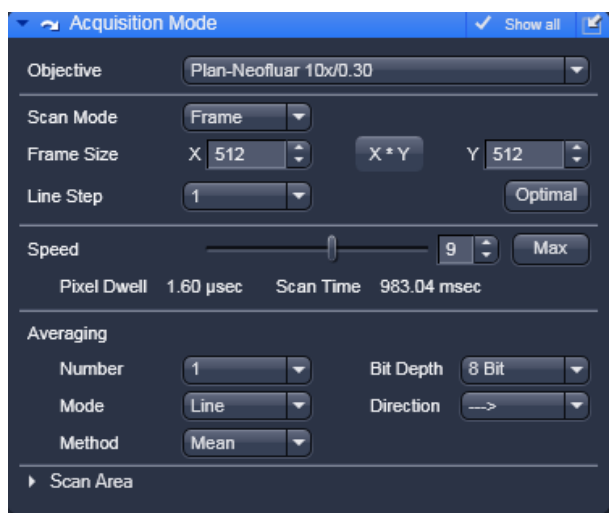 Acquisition Mode Show all
Objective Plan-Neofluar 10x/0.30
Scan Mode Frame
Frame Size X 512 X * Y Y 512
Line Step 1 Optimal
Speed 9 Max
Pixel Dwell 1.60 µsec Scan Time 983.04 msec
Averaging
Number 1 Bit Depth 8 Bit
Mode Line Direction --->
Method Mean
Scan Area